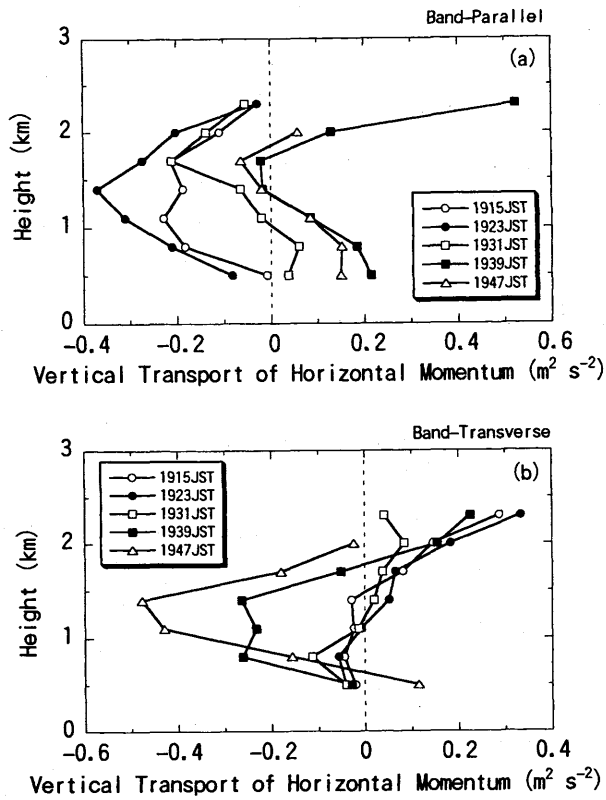 Band-Parallel
(a)
3
2
1
0
Height (km)
1915JST
1923JST
1931JST
1939JST
1947JST
-0.4
-0.2
0
0.2
0.4
0.6
Vertical Transport of Horizontal Momentum (m² s⁻²)
Band-Transverse
(b)
3
2
1
0
Height (km)
1915JST
1923JST
1931JST
1939JST
1947JST
-0.6
-0.4
-0.2
0
0.2
0.4
Vertical Transport of Horizontal Momentum (m² s⁻²)